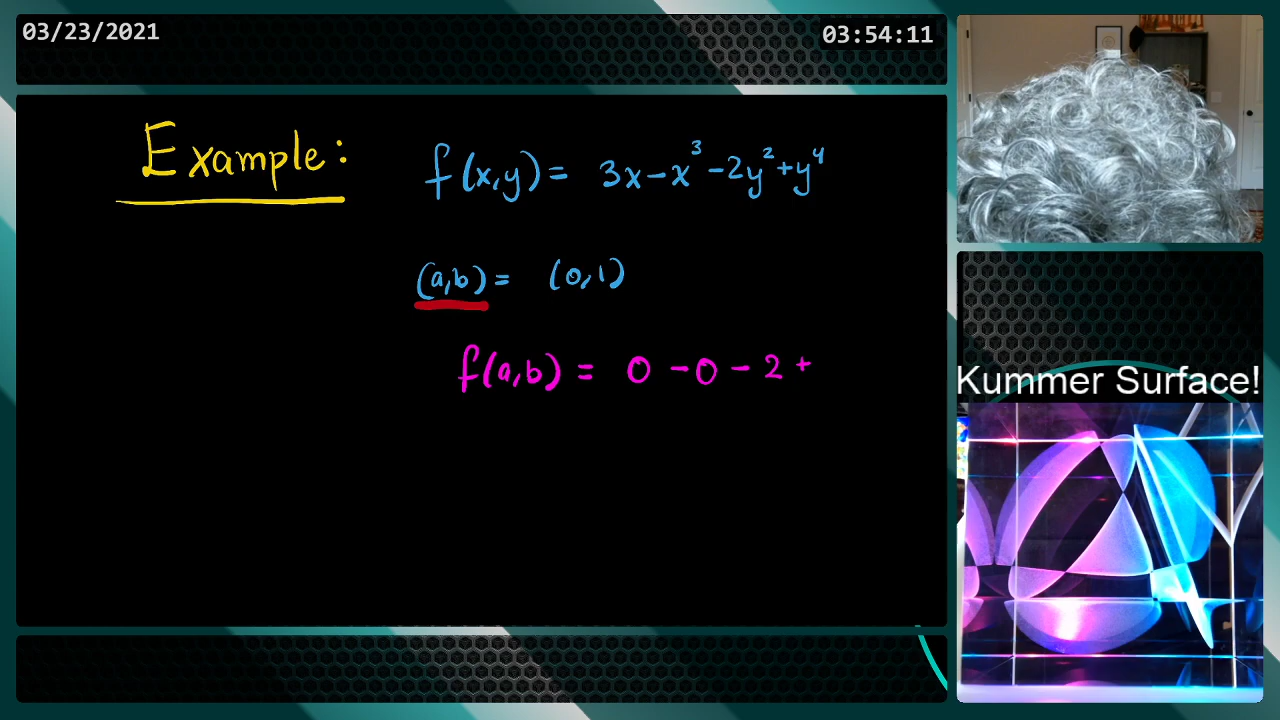 03/23/2021
03:54:11
Example:
f(x,y) = 3x-x³-2y²+y⁴
(a,b) = (0,1)
f(a,b) = 0 - 0 - 2 +
Kummer Surface!